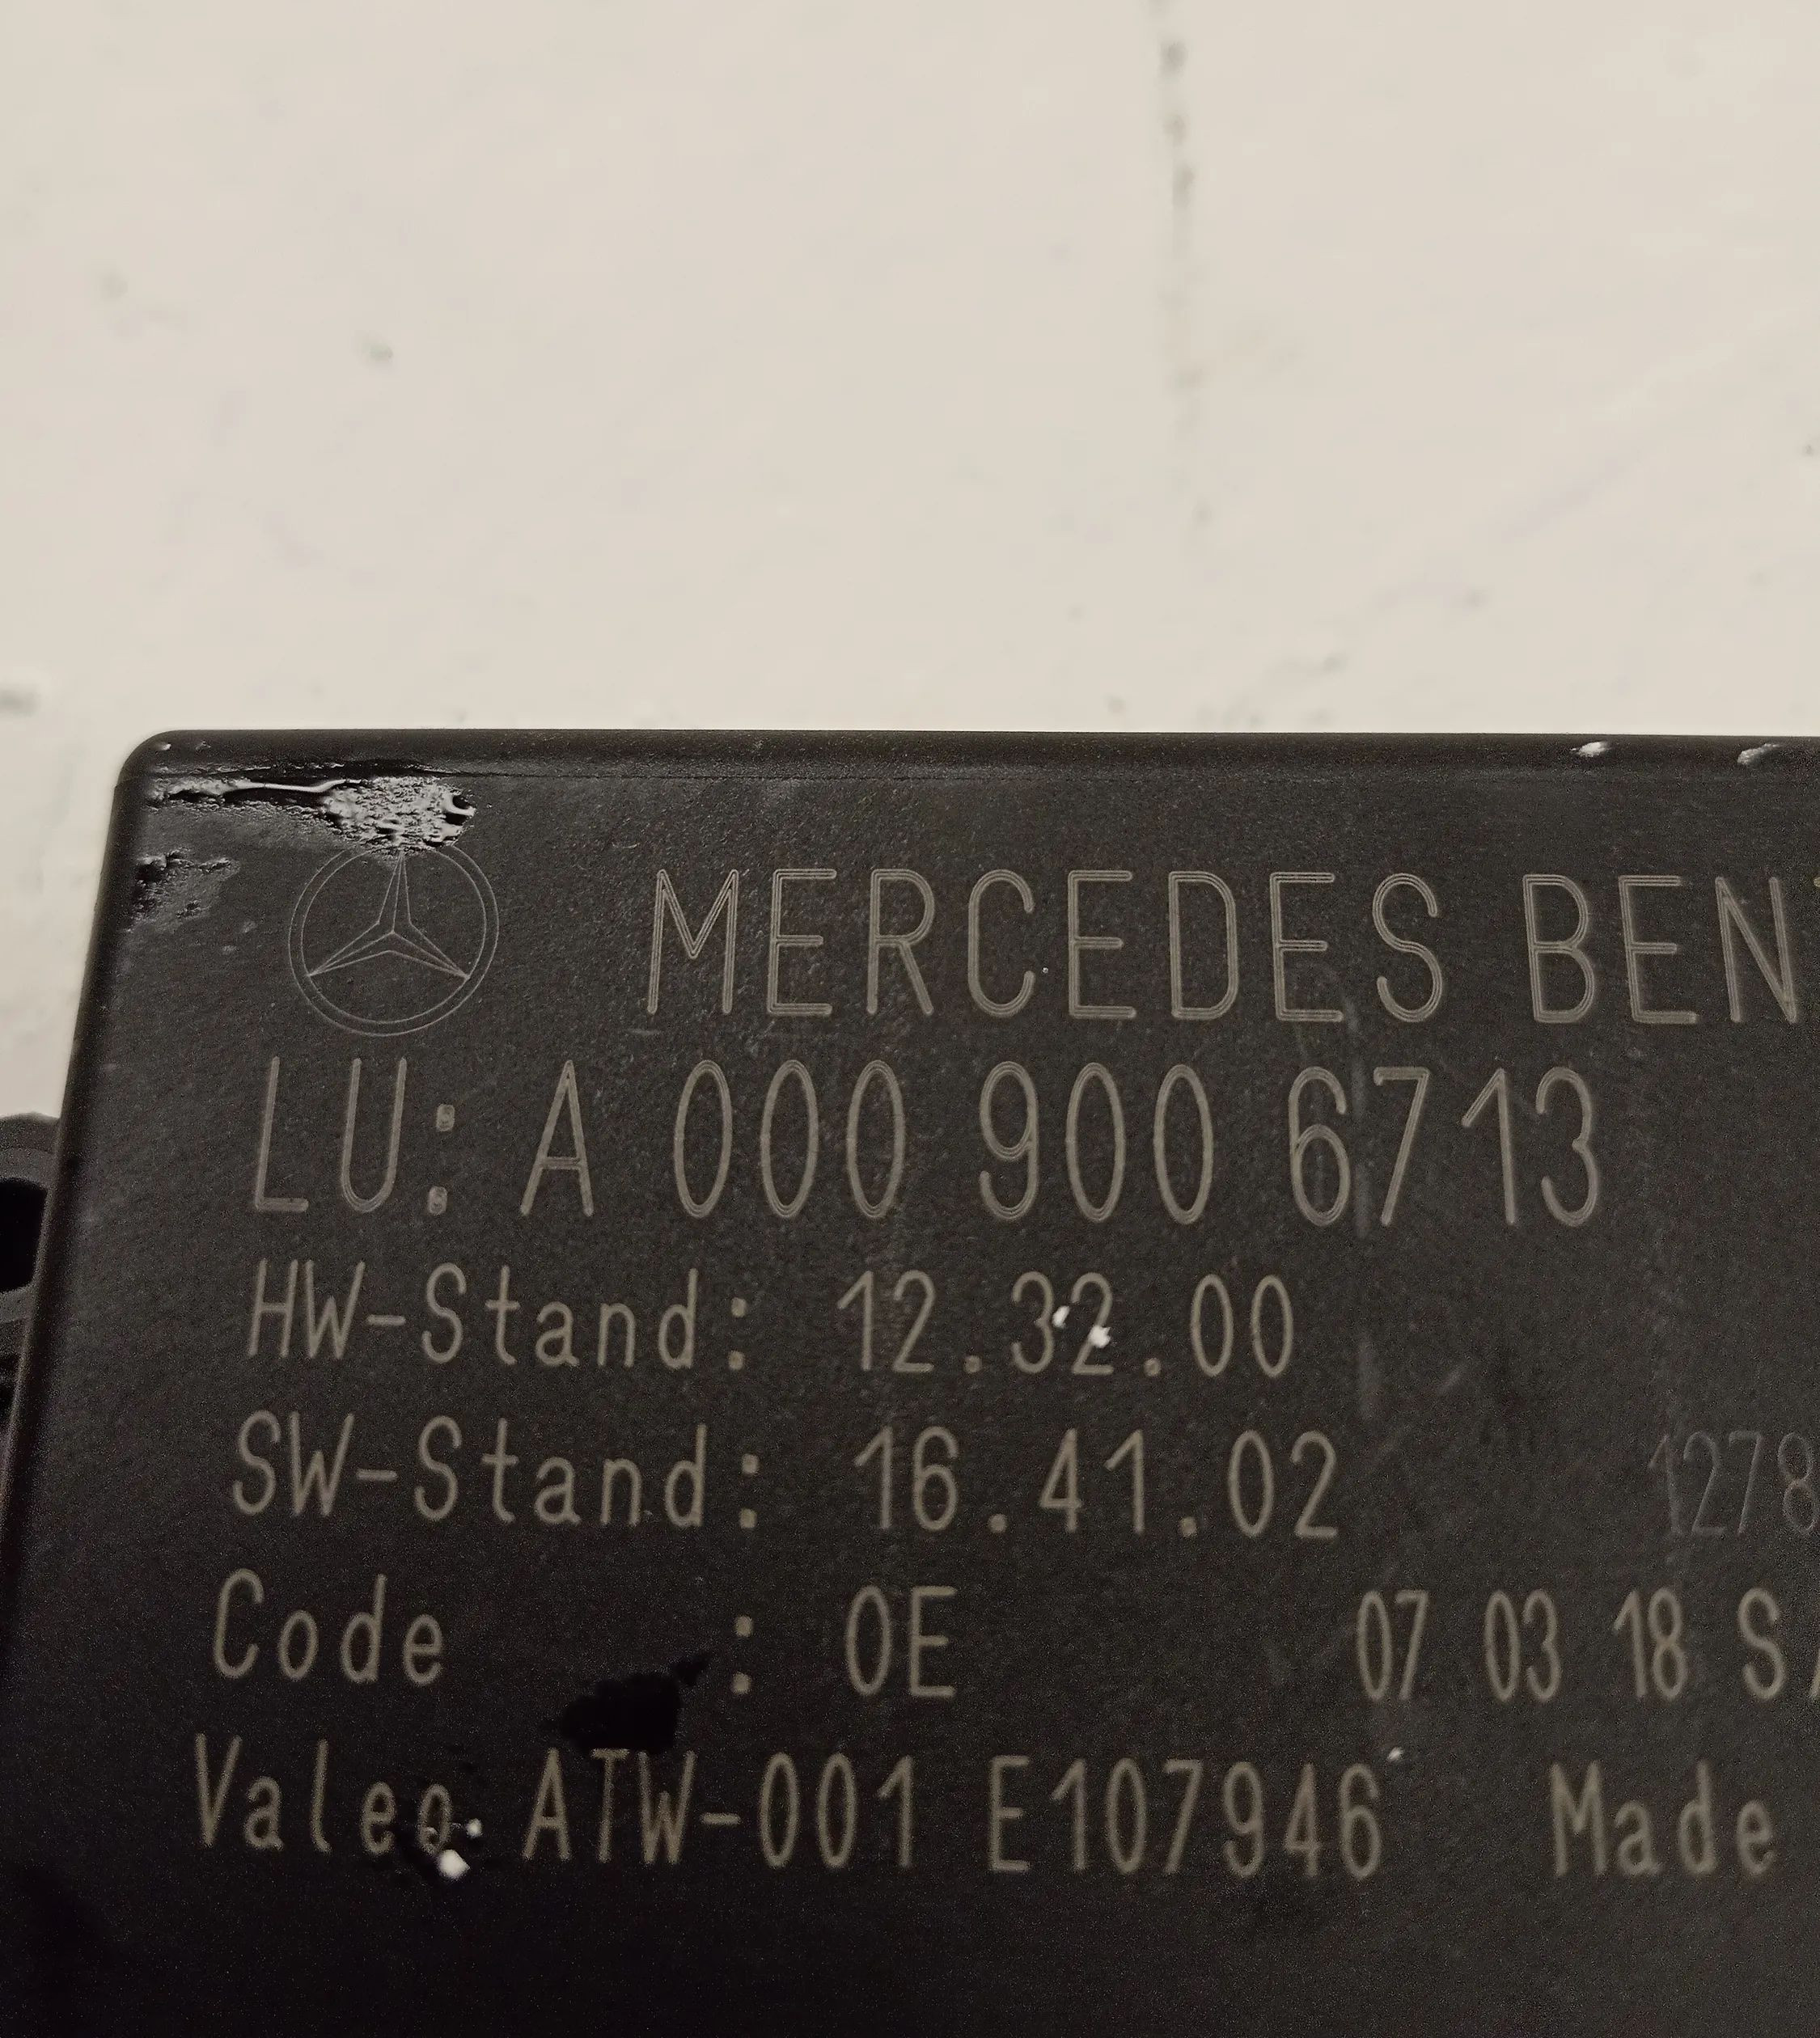 MERCEDES BEN
LU: A 000 900 6713
HW-Stand: 12.32.00
SW-Stand: 16.41.02 1278
Code : 0E 07 03 18 S
Valeo ATW-001 E107946 Made